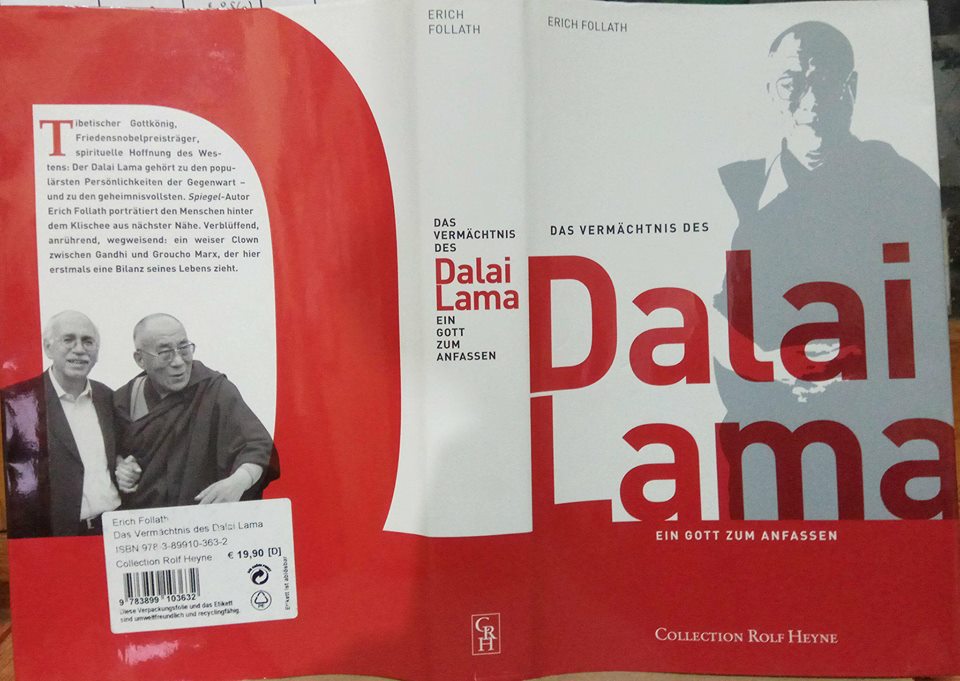 Tibetischer Gottkönig,
Friedensnobelpreisträger,
spirituelle Hoffnung des Wes-
tens: Der Dalai Lama gehört zu den popu-
lärsten Persönlichkeiten der Gegenwart –
und zu den geheimnisvollsten. Spiegel-Autor
Erich Follath porträtiert den Menschen hinter
dem Klischee aus nächster Nähe. Verblüffend,
anrührend, wegweisend: ein weiser Clown
zwischen Gandhi und Groucho Marx, der hier
erstmals eine Bilanz seines Lebens zieht.
Erich Follath
Das Vermächtnis des Dalai Lama
ISBN 978-3-89910-363-2
Collection Rolf Heyne
€ 19,90 [D]
9 783899 103632
Diese Verpackungsfolie und das Etikett
sind umweltfreundlich und recyclingfähig.
Etikett ist ablösbar
ERICH
FOLLATH
DAS
VERMÄCHTNIS
DES
Dalai
Lama
EIN
GOTT
ZUM
ANFASSEN
CRH
ERICH FOLLATH
DAS VERMÄCHTNIS DES
Dalai
Lama
EIN GOTT ZUM ANFASSEN
COLLECTION ROLF HEYNE